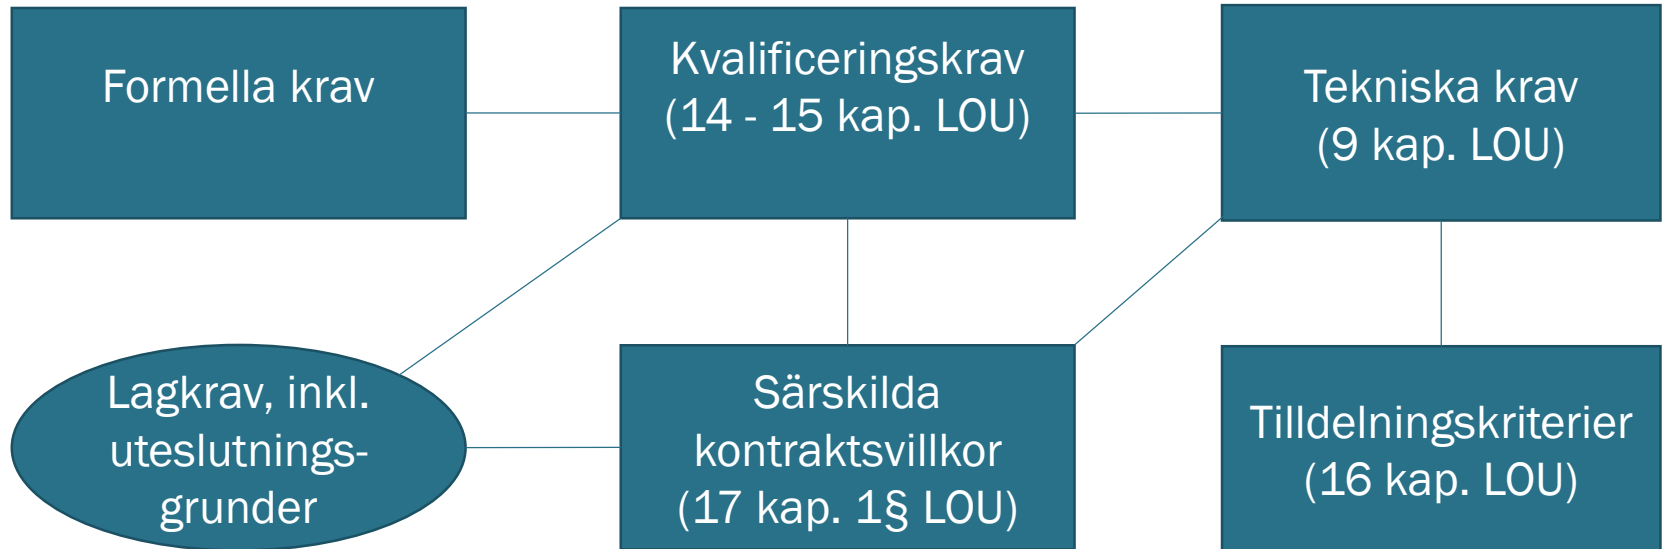 Formella krav
Kvalificeringskrav
(14 - 15 kap. LOU)
Tekniska krav
(9 kap. LOU)
Lagkrav, inkl.
uteslutnings-
grunder
Särskilda
kontraktsvillkor
(17 kap. 1§ LOU)
Tilldelningskriterier
(16 kap. LOU)